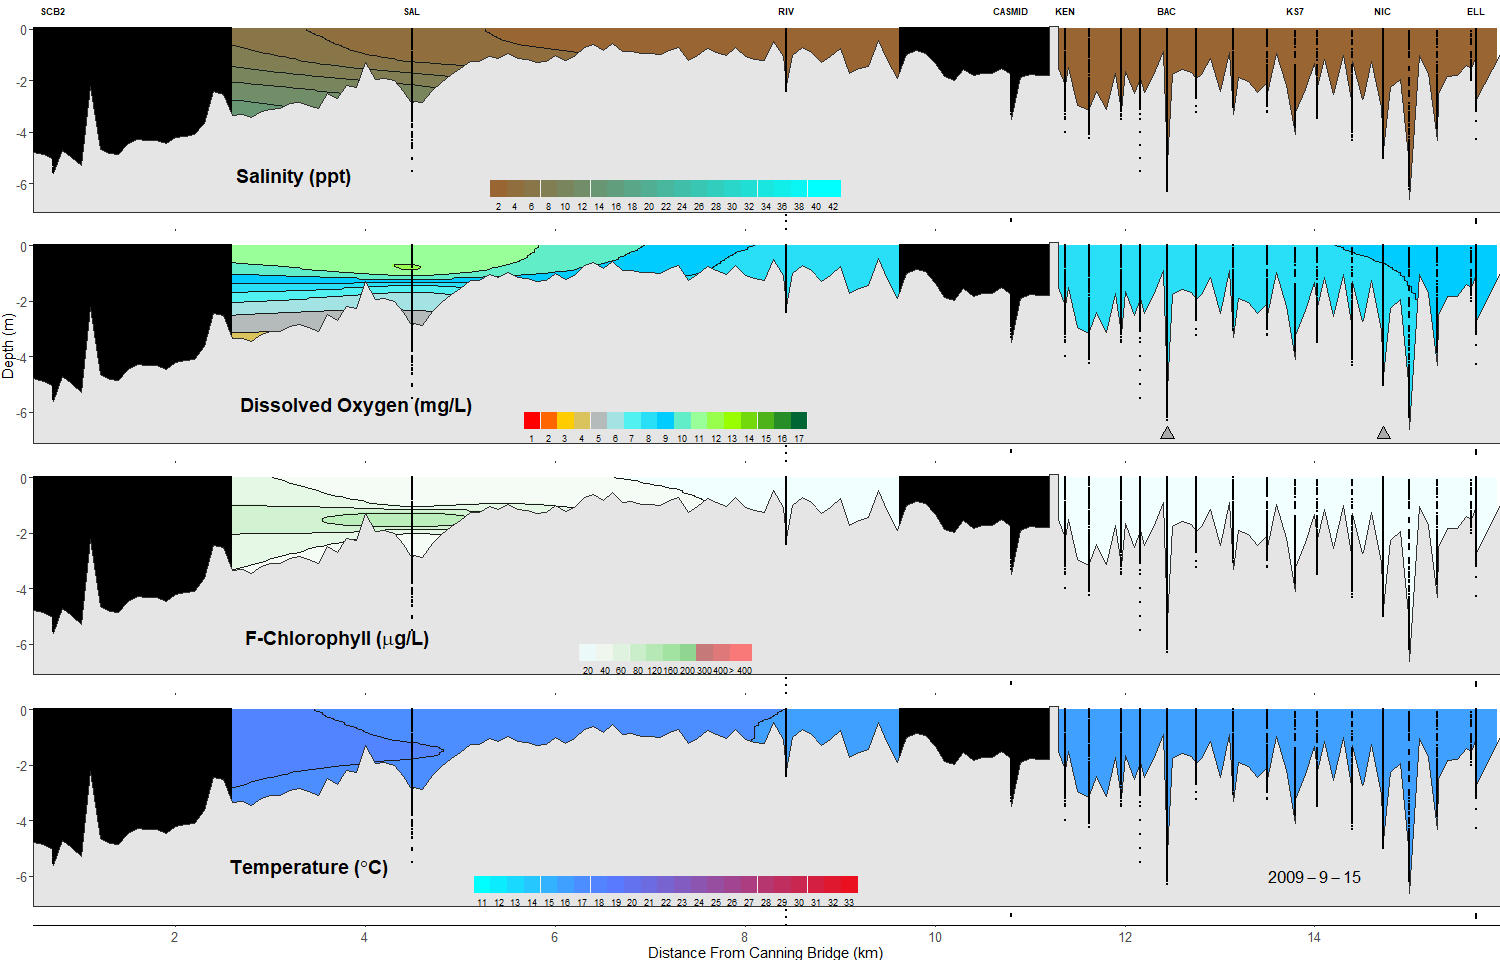 SCB2 SAL RIV CASMID KEN BAC KS7 NIC ELL
0
-2
-4
-6
Salinity (ppt)
2 4 6 8 10 12 14 16 18 20 22 24 26 28 30 32 34 36 38 40 42
0
-2
-4
-6
Depth (m)
Dissolved Oxygen (mg/L)
1 2 3 4 5 6 7 8 9 10 11 12 13 14 15 16 17
0
-2
-4
-6
F-Chlorophyll (μg/L)
20 40 60 80 120 160 200 300 400 > 400
0
-2
-4
-6
Temperature (°C)
2009 – 9 – 15
11 12 13 14 15 16 17 18 19 20 21 22 23 24 25 26 27 28 29 30 31 32 33
2 4 6 8 10 12 14
Distance From Canning Bridge (km)